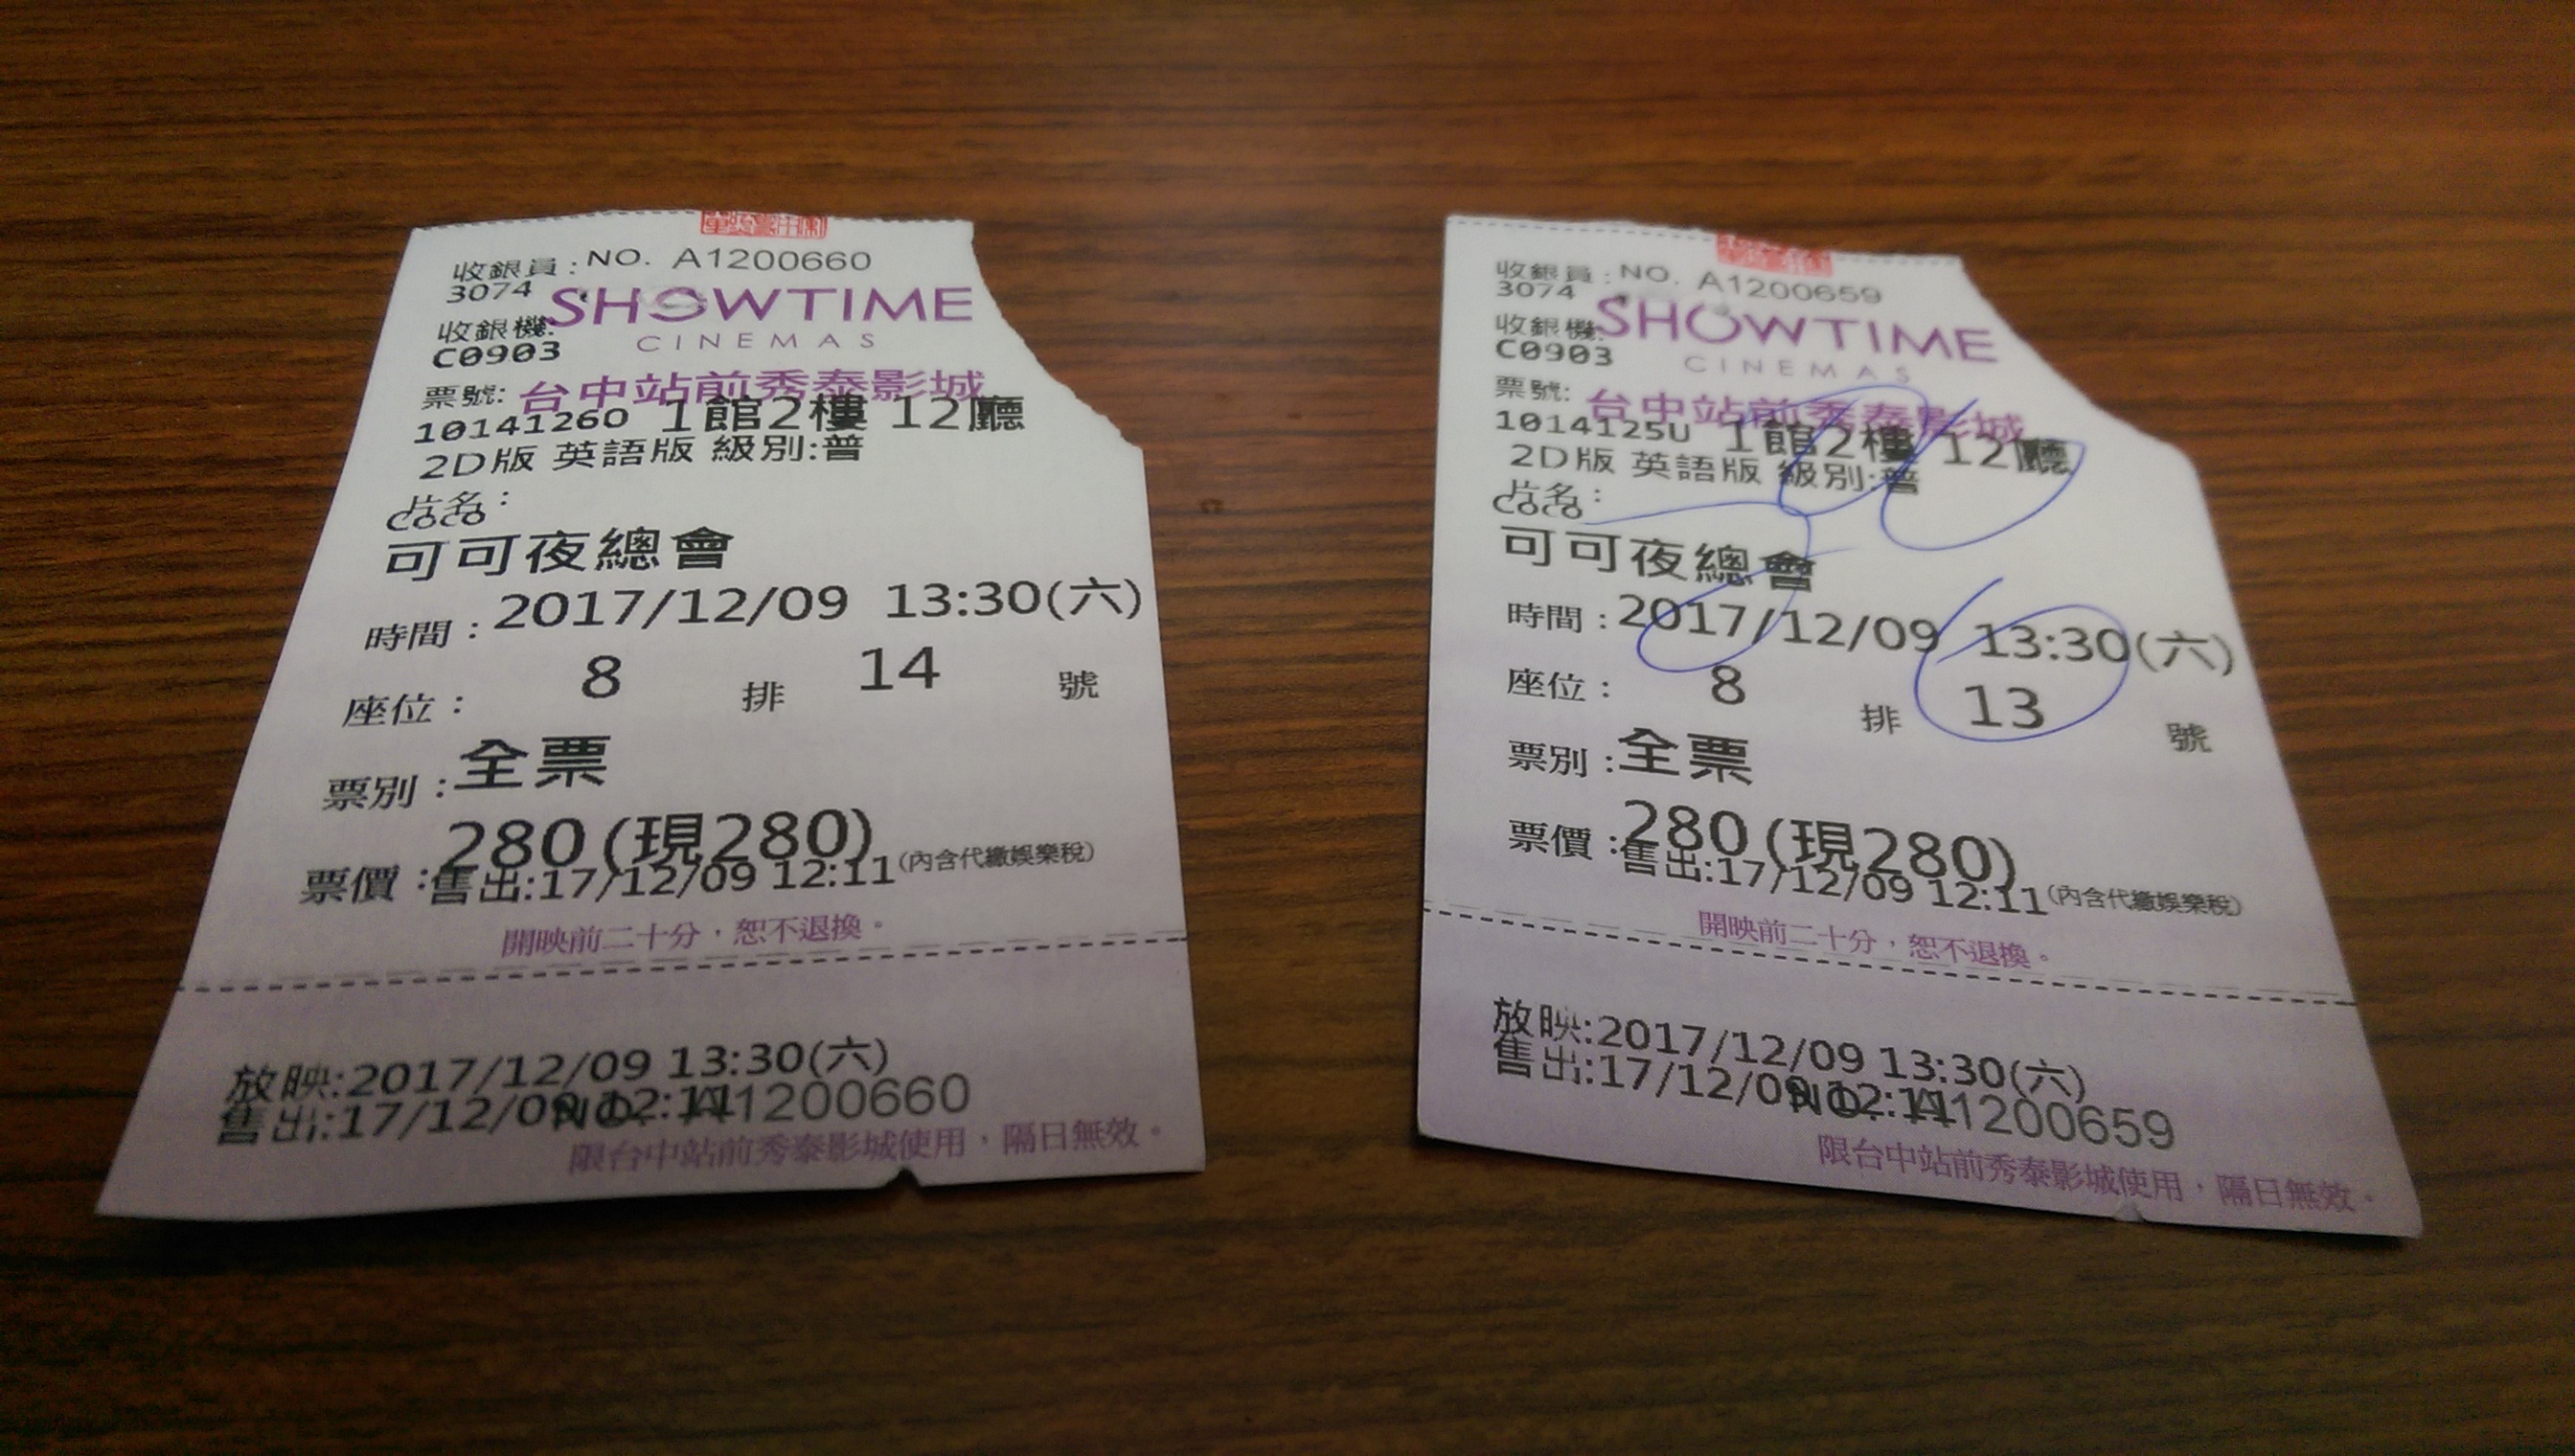 收銀員：NO. A1200660
3074
SHOWTIME
收銀機:
CINEMAS
C0903
票號: 台中站前秀泰影城
10141260 1館2樓 12廳
2D版 英語版 級別:普
片名：
Coco
可可夜總會
時間：2017/12/09 13:30(六)
座位： 8 排 14 號
票別：全票
票價：280(現280)
售出:17/12/09 12:11(內含代繳娛樂稅)
開映前二十分，恕不退換。
放映:2017/12/09 13:30(六)
售出:17/12/09 12:11 NO. A1200660
限台中站前秀泰影城使用，隔日無效。
收銀員：NO. A1200659
3074
SHOWTIME
收銀機:
CINEMAS
C0903
票號: 台中站前秀泰影城
1014125U 1館2樓 12廳
2D版 英語版 級別:普
片名：
Coco
可可夜總會
時間：2017/12/09 13:30(六)
座位： 8 排 13 號
票別：全票
票價：280(現280)
售出:17/12/09 12:11(內含代繳娛樂稅)
開映前二十分，恕不退換。
放映:2017/12/09 13:30(六)
售出:17/12/09 12:11 NO. A1200659
限台中站前秀泰影城使用，隔日無效。